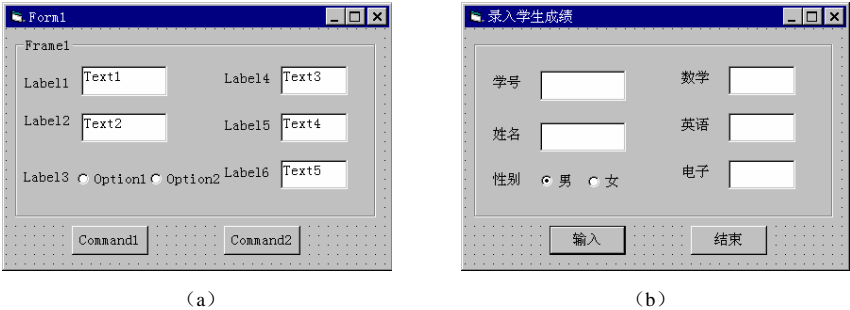 Form1
Frame1
Label1 Text1 Label4 Text3
Label2 Text2 Label5 Text4
Label3 Option1 Option2 Label6 Text5
Command1 Command2
(a)
录入学生成绩
学号 数学
姓名 英语
性别 男 女 电子
输入 结束
(b)